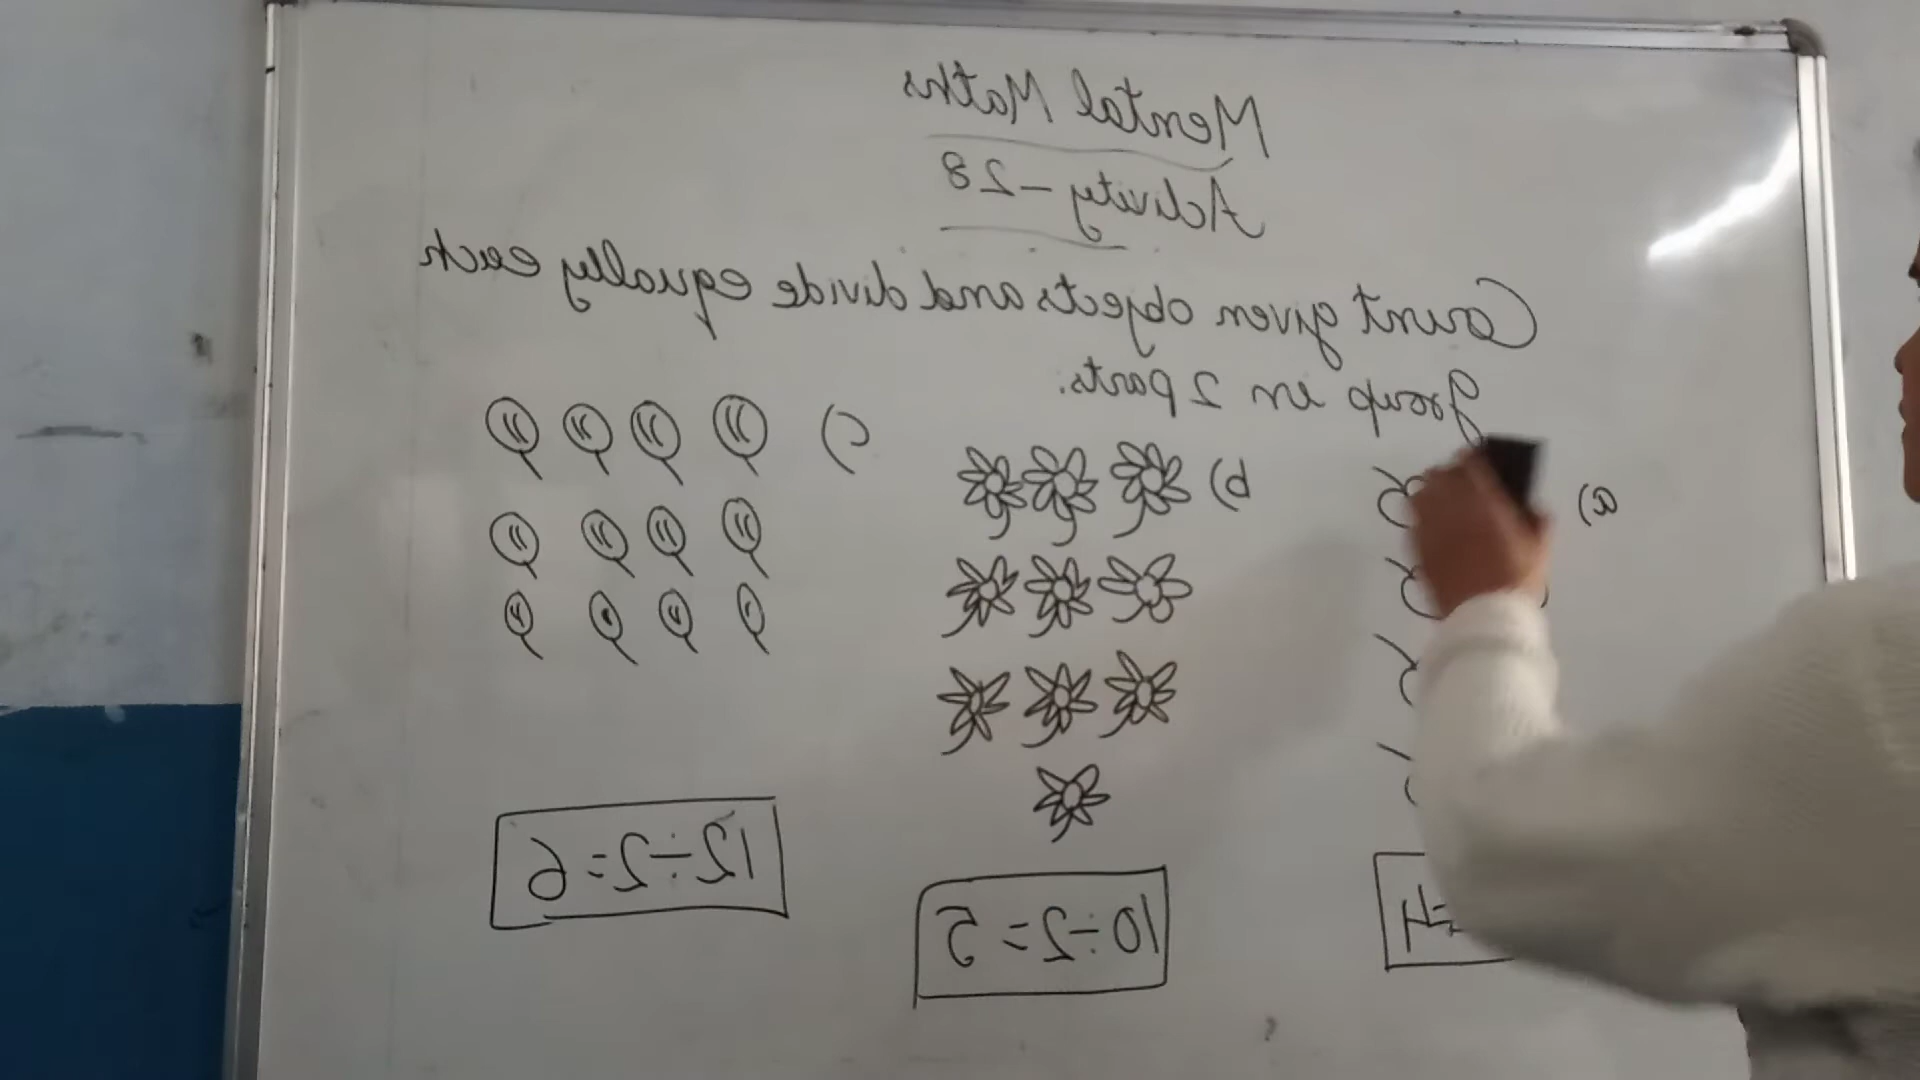 Mental Maths
Activity - 28
Count given objects and divide equally each
group in 2 parts.
a)
b)
c)
=4
10÷2=5
12÷2=6